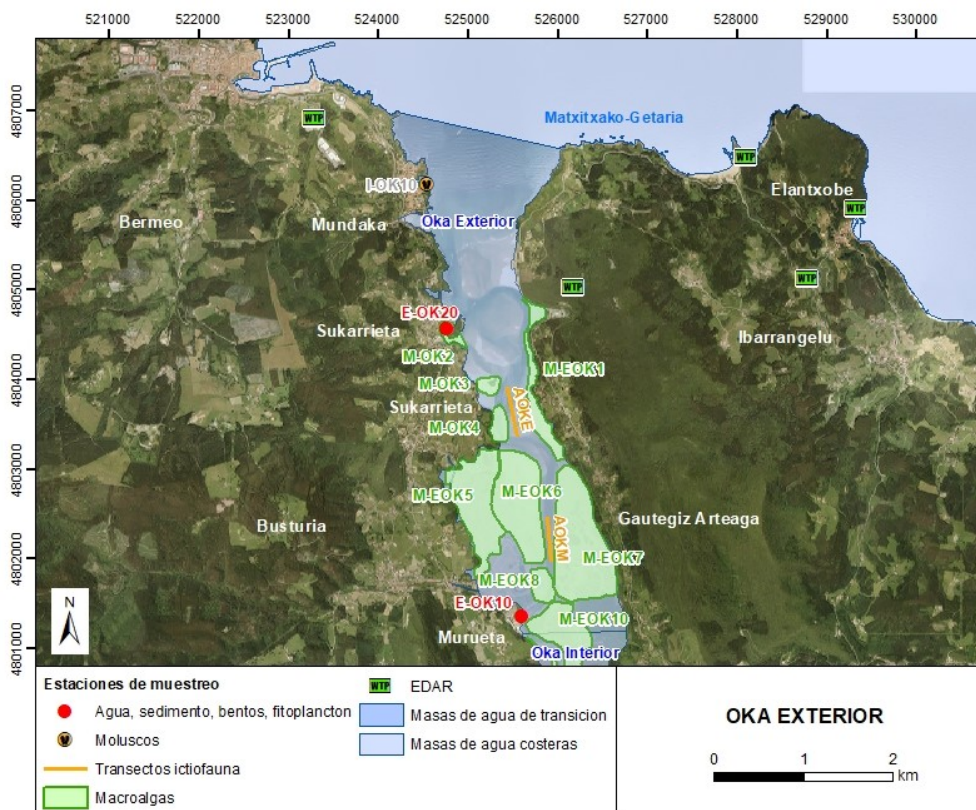 521000 522000 523000 524000 525000 526000 527000 528000 529000 530000
4807000
4806000
4805000
4804000
4803000
4802000
4801000
WTP
Matxitxako-Getaria
WTP
I-OK10
Elantxobe
WTP
Bermeo
Mundaka
Oka Exterior
WTP
WTP
E-OK20
Sukarrieta
Ibarrangelu
M-OK2
M-EOK1
M-OK3
AOKE
Sukarrieta
M-OK4
M-EOK5
M-EOK6
Gautegiz Arteaga
Busturia
AOKM
M-EOK7
M-EOK8
E-OK10
M-EOK10
Murueta
Oka Interior
N
Estaciones de muestreo
Agua, sedimento, bentos, fitoplancton
Moluscos
Transectos ictiofauna
Macroalgas
WTP EDAR
Masas de agua de transicion
Masas de agua costeras
OKA EXTERIOR
0 1 2
km